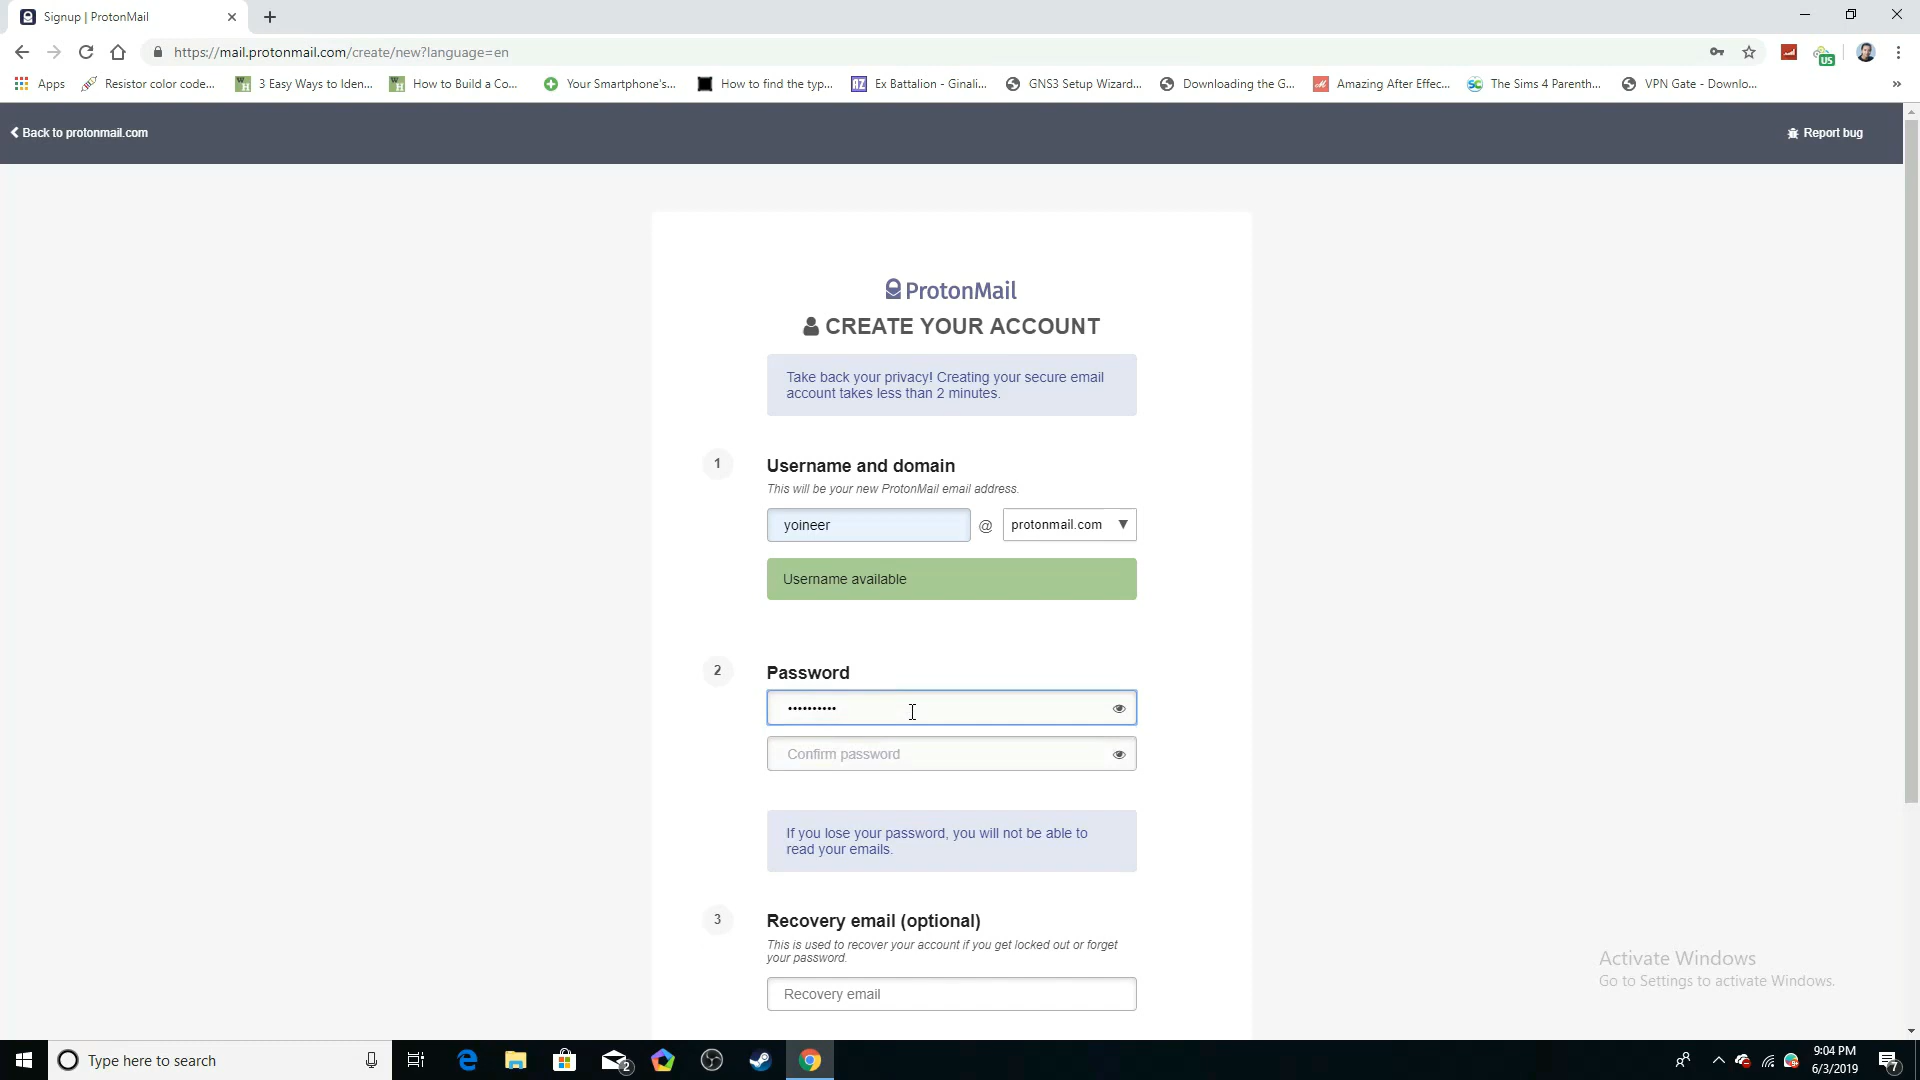 Signup | ProtonMail
https://mail.protonmail.com/create/new?language=en
US
Apps
Resistor color code...
3 Easy Ways to Iden...
How to Build a Co...
Your Smartphone's...
How to find the typ...
Ex Battalion - Ginali...
GNS3 Setup Wizard...
Downloading the G...
Amazing After Effec...
The Sims 4 Parenth...
VPN Gate - Downlo...
»
Back to protonmail.com
Report bug
ProtonMail
CREATE YOUR ACCOUNT
Take back your privacy! Creating your secure email
account takes less than 2 minutes.
1
Username and domain
This will be your new ProtonMail email address.
yoineer @ protonmail.com
Username available
2
Password
••••••••••
Confirm password
If you lose your password, you will not be able to
read your emails.
3
Recovery email (optional)
This is used to recover your account if you get locked out or forget
your password.
Recovery email
Activate Windows
Go to Settings to activate Windows.
Type here to search
2
9:04 PM
6/3/2019
7